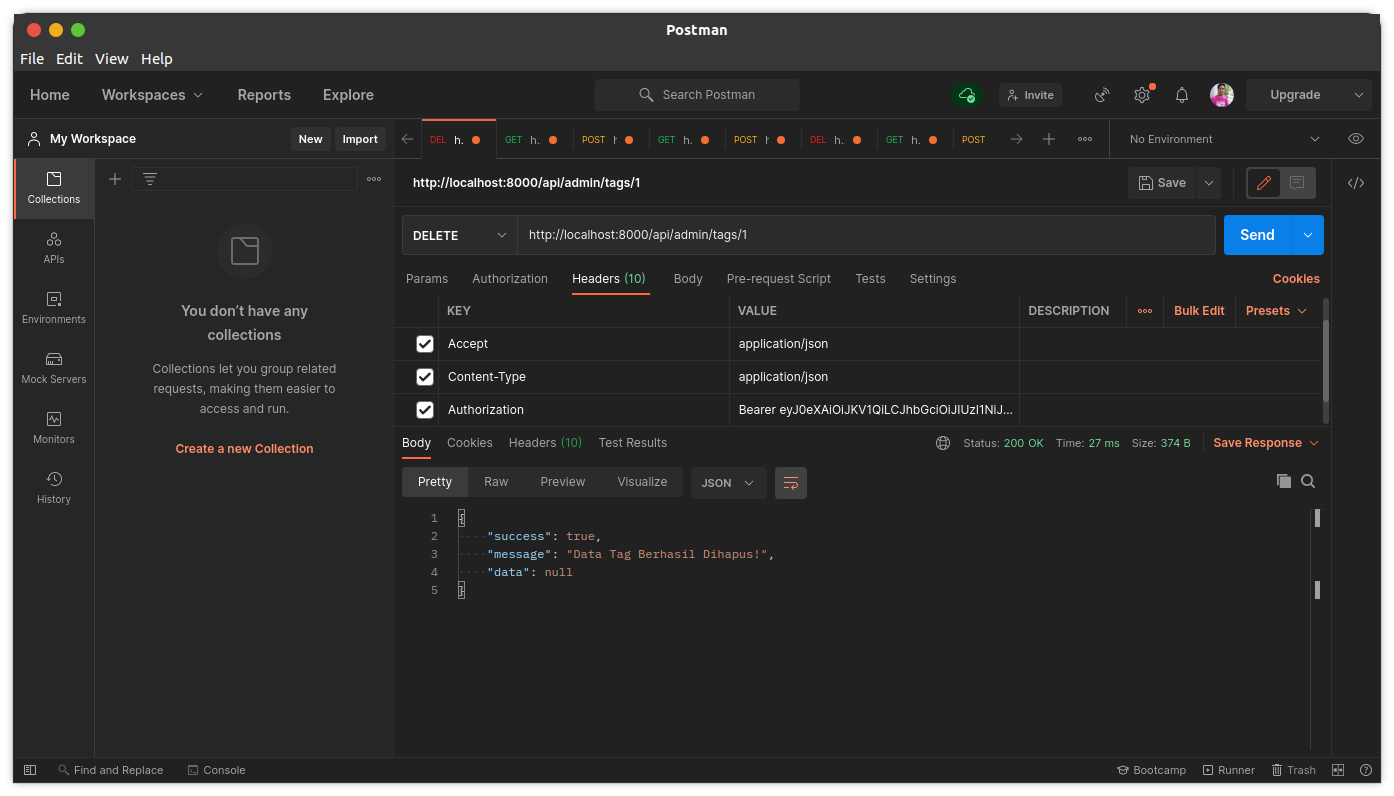 Postman
File Edit View Help
Home Workspaces Reports Explore Search Postman Invite Upgrade
My Workspace New Import
DEL h. GET h.. POST h GET h. POST h DEL h. GET h. POST No Environment
Collections
APIs
Environments
Mock Servers
Monitors
History
You don't have any
collections
Collections let you group related
requests, making them easier to
access and run.
Create a new Collection
http://localhost:8000/api/admin/tags/1 Save
DELETE http://localhost:8000/api/admin/tags/1 Send
Params Authorization Headers (10) Body Pre-request Script Tests Settings Cookies
KEY VALUE DESCRIPTION Bulk Edit Presets
Accept application/json
Content-Type application/json
Authorization Bearer eyJ0eXAiOiJKV1QiLCJhbGciOiJIUzI1NiJ...
Body Cookies Headers (10) Test Results Status: 200 OK Time: 27 ms Size: 374 B Save Response
Pretty Raw Preview Visualize JSON
1 {
2 "success": true,
3 "message": "Data Tag Berhasil Dihapus!",
4 "data": null
5 }
Find and Replace Console Bootcamp Runner Trash